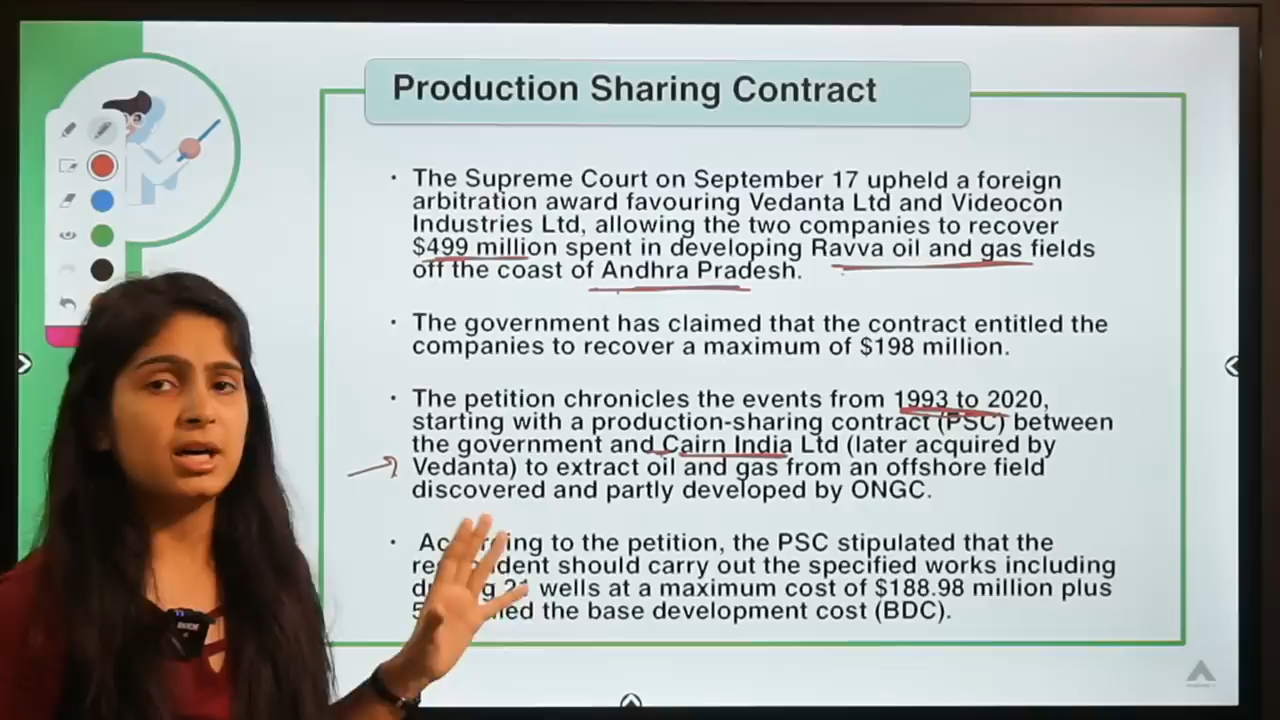 Production Sharing Contract
· The Supreme Court on September 17 upheld a foreign
arbitration award favouring Vedanta Ltd and Videocon
Industries Ltd, allowing the two companies to recover
$499 million spent in developing Ravva oil and gas fields
off the coast of Andhra Pradesh.
· The government has claimed that the contract entitled the
companies to recover a maximum of $198 million.
· The petition chronicles the events from 1993 to 2020,
starting with a production-sharing contract (PSC) between
the government and Cairn India Ltd (later acquired by
Vedanta) to extract oil and gas from an offshore field
discovered and partly developed by ONGC.
· According to the petition, the PSC stipulated that the
should carry out the specified works including
21 wells at a maximum cost of $188.98 million plus
the base development cost (BDC).